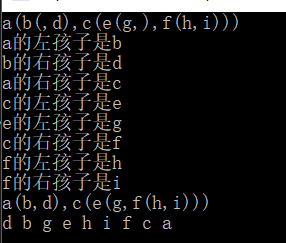 a(b(,d),c(e(g,),f(h,i)))
a的左孩子是b
b的右孩子是d
a的右孩子是c
c的左孩子是e
e的左孩子是g
c的右孩子是f
f的左孩子是h
f的右孩子是i
a(b,d),c(e(g,f(h,i)))
d b g e h i f c a